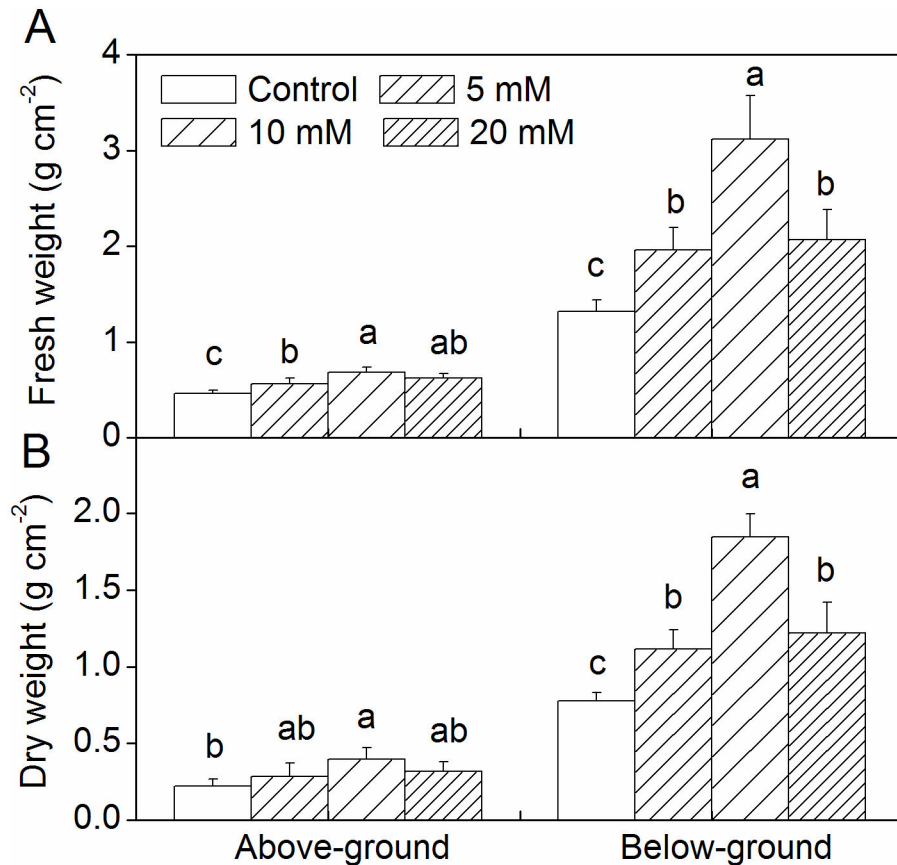 A
Fresh weight (g cm⁻²)
4
3
2
1
0
Control 5 mM
10 mM 20 mM
c b a ab
c b a b
B
Dry weight (g cm⁻²)
2.0
1.5
1.0
0.5
0.0
b ab a ab
c b a b
Above-ground Below-ground